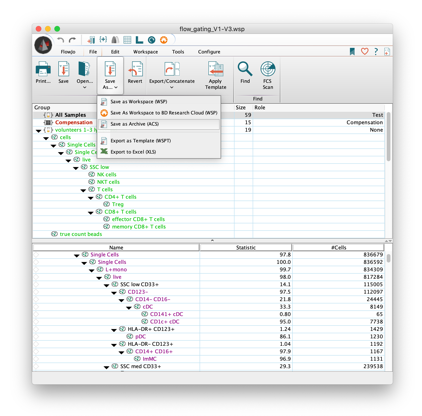 flow_gating_V1-V3.wsp
FlowJo File Edit Workspace Tools Configure
Print... Save Open... Save As... Revert Export/Concatenate Apply Template Find FCS Scan
Find
Group Size Role
All Samples 59 Test
Compensation 15 Compensation
volunteers 1-3 19 None
cells
Single Cells
Single
live
SSC low
NK cells
NKT cells
T cells
CD4+ T cells
Treg
CD8+ T cells
effector CD8+ T cells
memory CD8+ T cells
true count beads
Save as Workspace (WSP)
Save As Workspace to BD Research Cloud (WSP)
Save as Archive (ACS)
Export as Template (WSPT)
Export to Excel (XLS)
Name Statistic #Cells
Single Cells 97.8 836679
Single Cells 100.0 836592
L+mono 99.7 834309
live 98.0 817284
SSC low CD33+ 14.1 115005
CD123- 97.5 112097
CD14- CD16- 21.8 24445
cDC 33.3 8149
CD141+ cDC 0.80 65
CD1c+ cDC 95.0 7738
HLA-DR+ CD123+ 1.24 1429
pDC 86.1 1230
HLA-DR- CD123+ 1.04 1192
CD14+ CD16+ 97.9 1167
ImMC 96.9 1131
SSC med CD33+ 29.3 239538